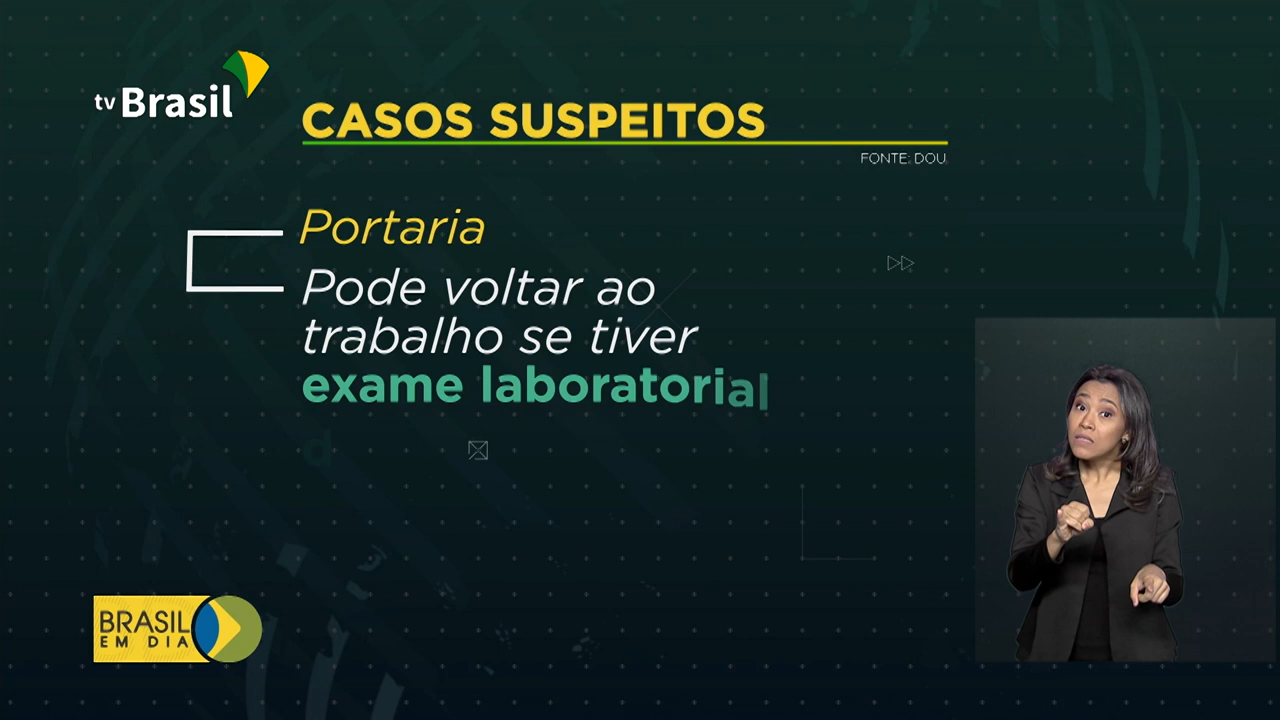 tv Brasil
CASOS SUSPEITOS
FONTE: DOU
Portaria
Pode voltar ao
trabalho se tiver
exame laboratorial
BRASIL
EM DIA